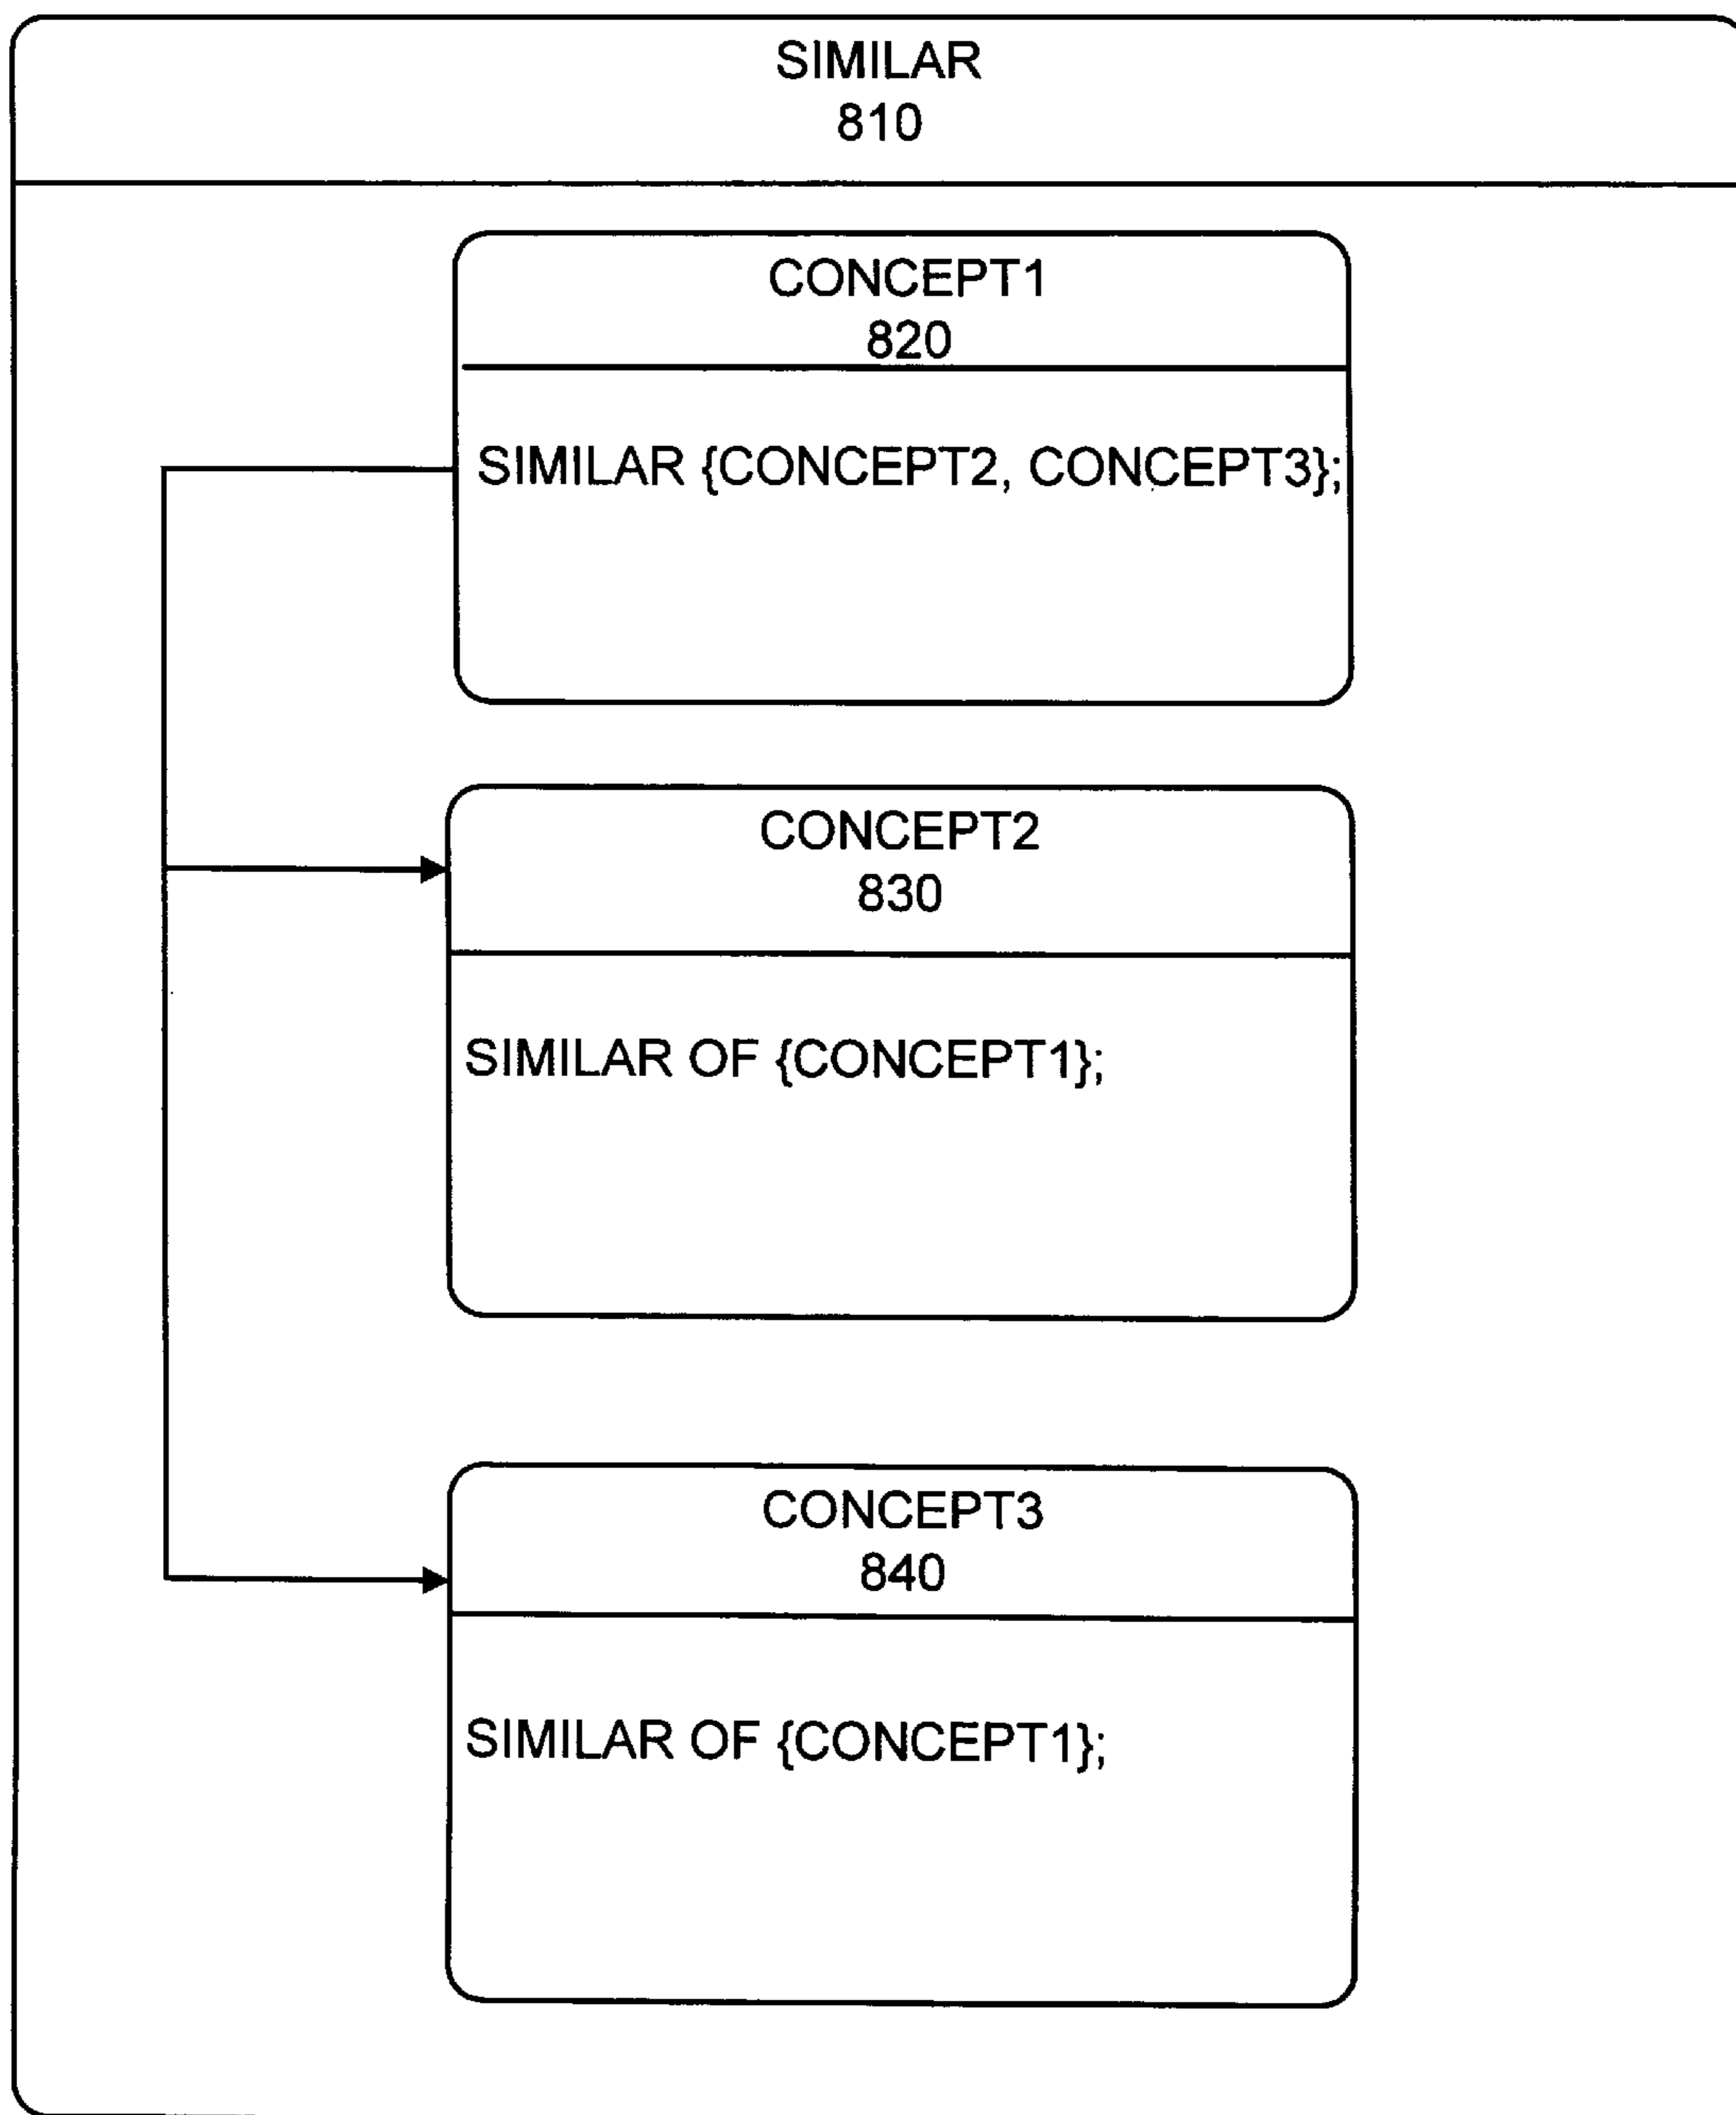 SIMILAR
810
CONCEPT1
820
SIMILAR {CONCEPT2, CONCEPT3};
CONCEPT2
830
SIMILAR OF {CONCEPT1};
CONCEPT3
840
SIMILAR OF {CONCEPT1};